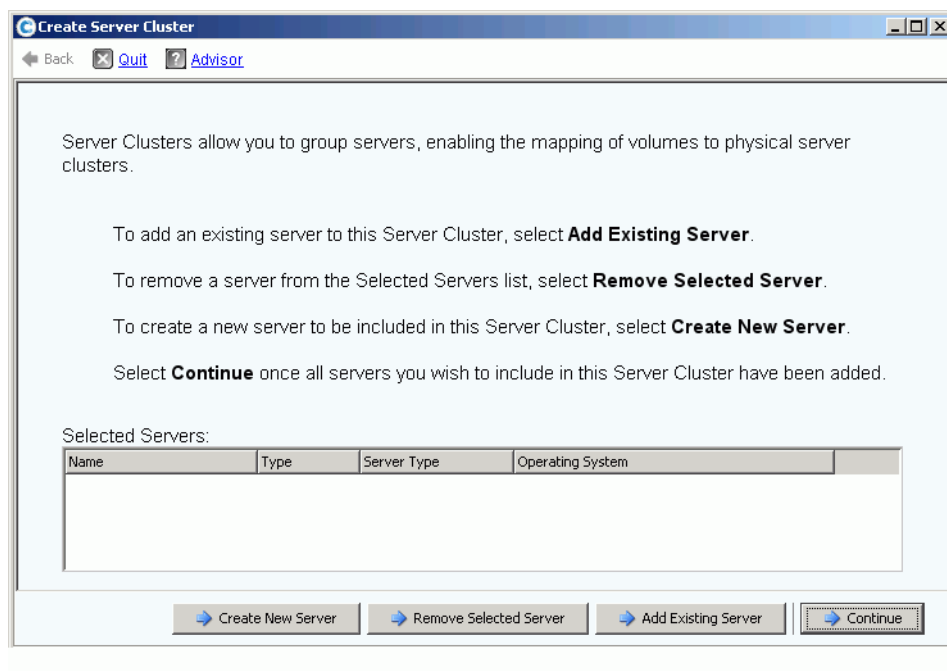 Create Server Cluster
Back Quit Advisor
Server Clusters allow you to group servers, enabling the mapping of volumes to physical server
clusters.
To add an existing server to this Server Cluster, select Add Existing Server.
To remove a server from the Selected Servers list, select Remove Selected Server.
To create a new server to be included in this Server Cluster, select Create New Server.
Select Continue once all servers you wish to include in this Server Cluster have been added.
Selected Servers:
Name Type Server Type Operating System
Create New Server Remove Selected Server Add Existing Server Continue